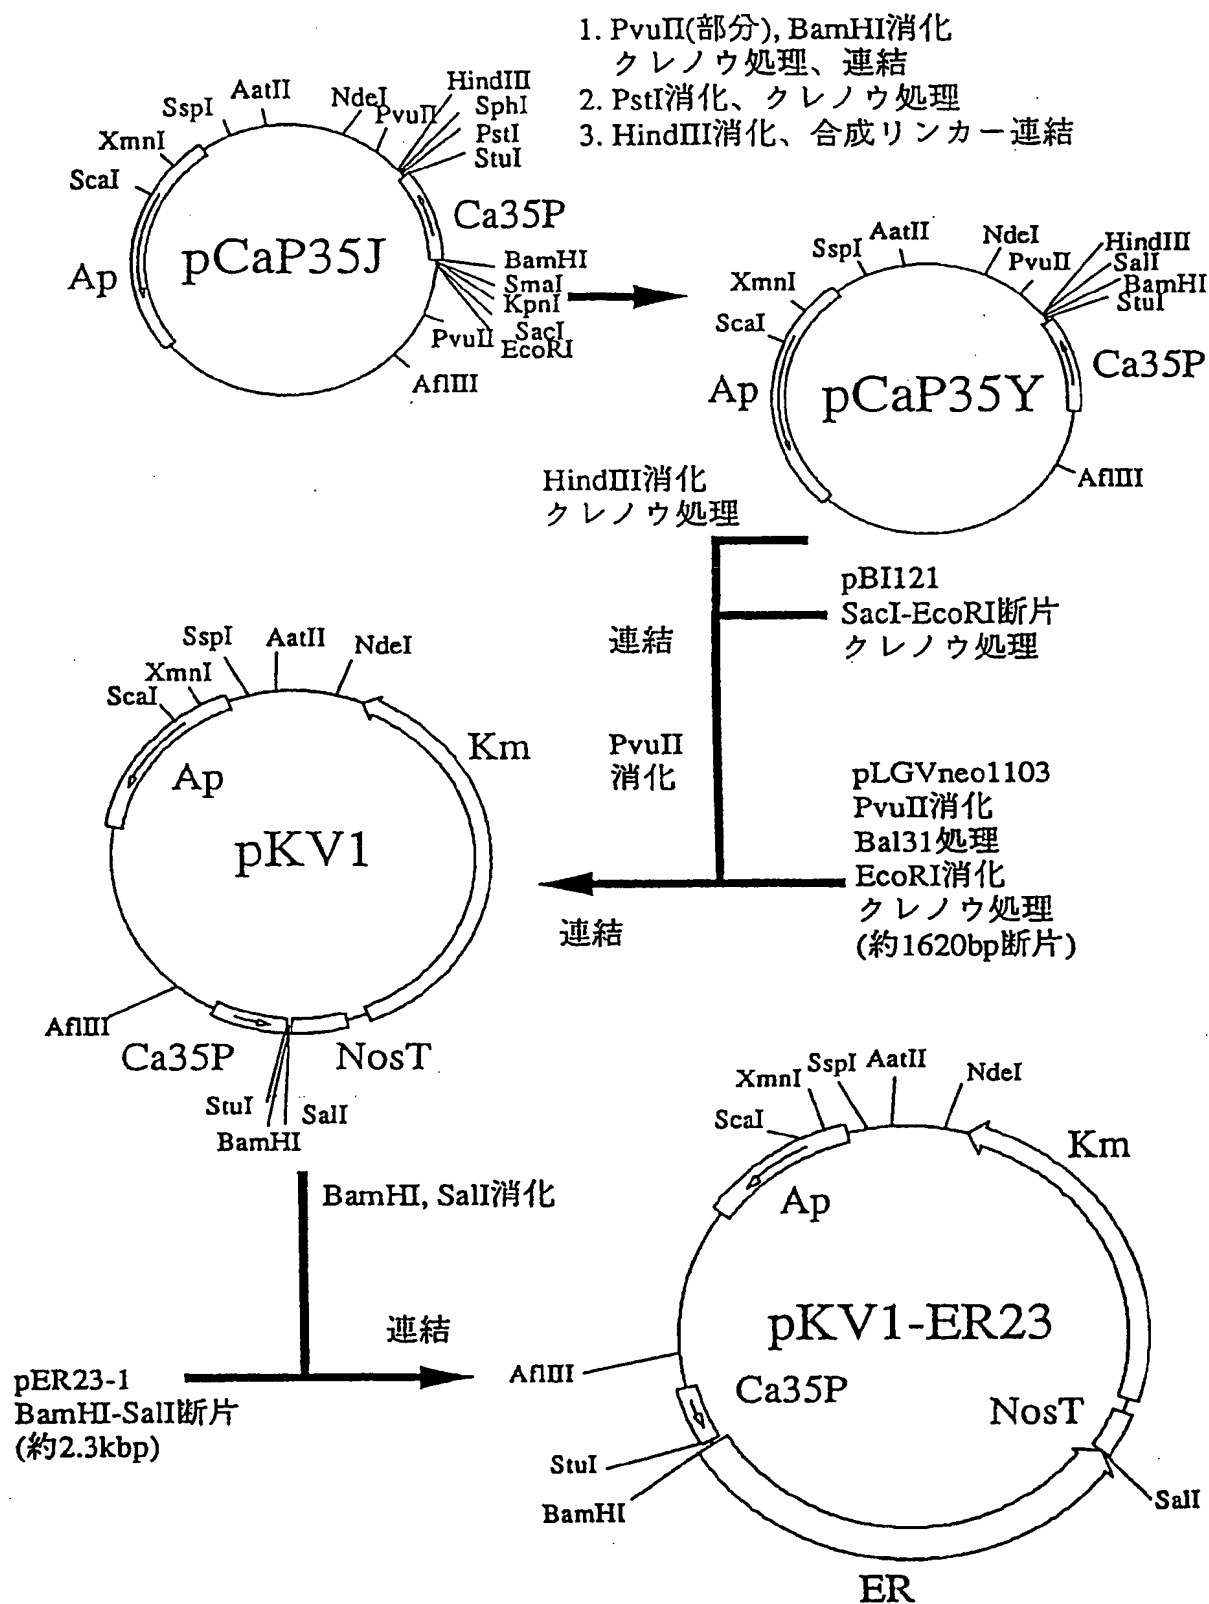 1. PvuII(部分), BamHI消化
クレノウ処理、連結
2. PstI消化、クレノウ処理
3. HindIII消化、合成リンカー連結
HindIII
SphI
PstI
StuI
PvuII
NdeI
AatII
SspI
XmnI
ScaI
Ca35P
pCaP35J
Ap
BamHI
SmaI
KpnI
SacI
EcoRI
PvuII
AflIII
HindIII
SalI
BamHI
StuI
PvuII
NdeI
AatII
SspI
XmnI
ScaI
Ca35P
pCaP35Y
Ap
AflIII
HindIII消化
クレノウ処理
pBI121
SacI-EcoRI断片
クレノウ処理
連結
PvuII
消化
pLGVneo1103
PvuII消化
Bal31処理
EcoRI消化
クレノウ処理
(約1620bp断片)
連結
SspI
AatII
NdeI
XmnI
ScaI
Km
Ap
pKV1
AflIII
Ca35P
NosT
StuI
SalI
BamHI
BamHI, SalI消化
連結
pER23-1
BamHI-SalI断片
(約2.3kbp)
SspI
AatII
NdeI
XmnI
ScaI
Km
Ap
pKV1-ER23
AflIII
Ca35P
NosT
StuI
BamHI
SalI
ER